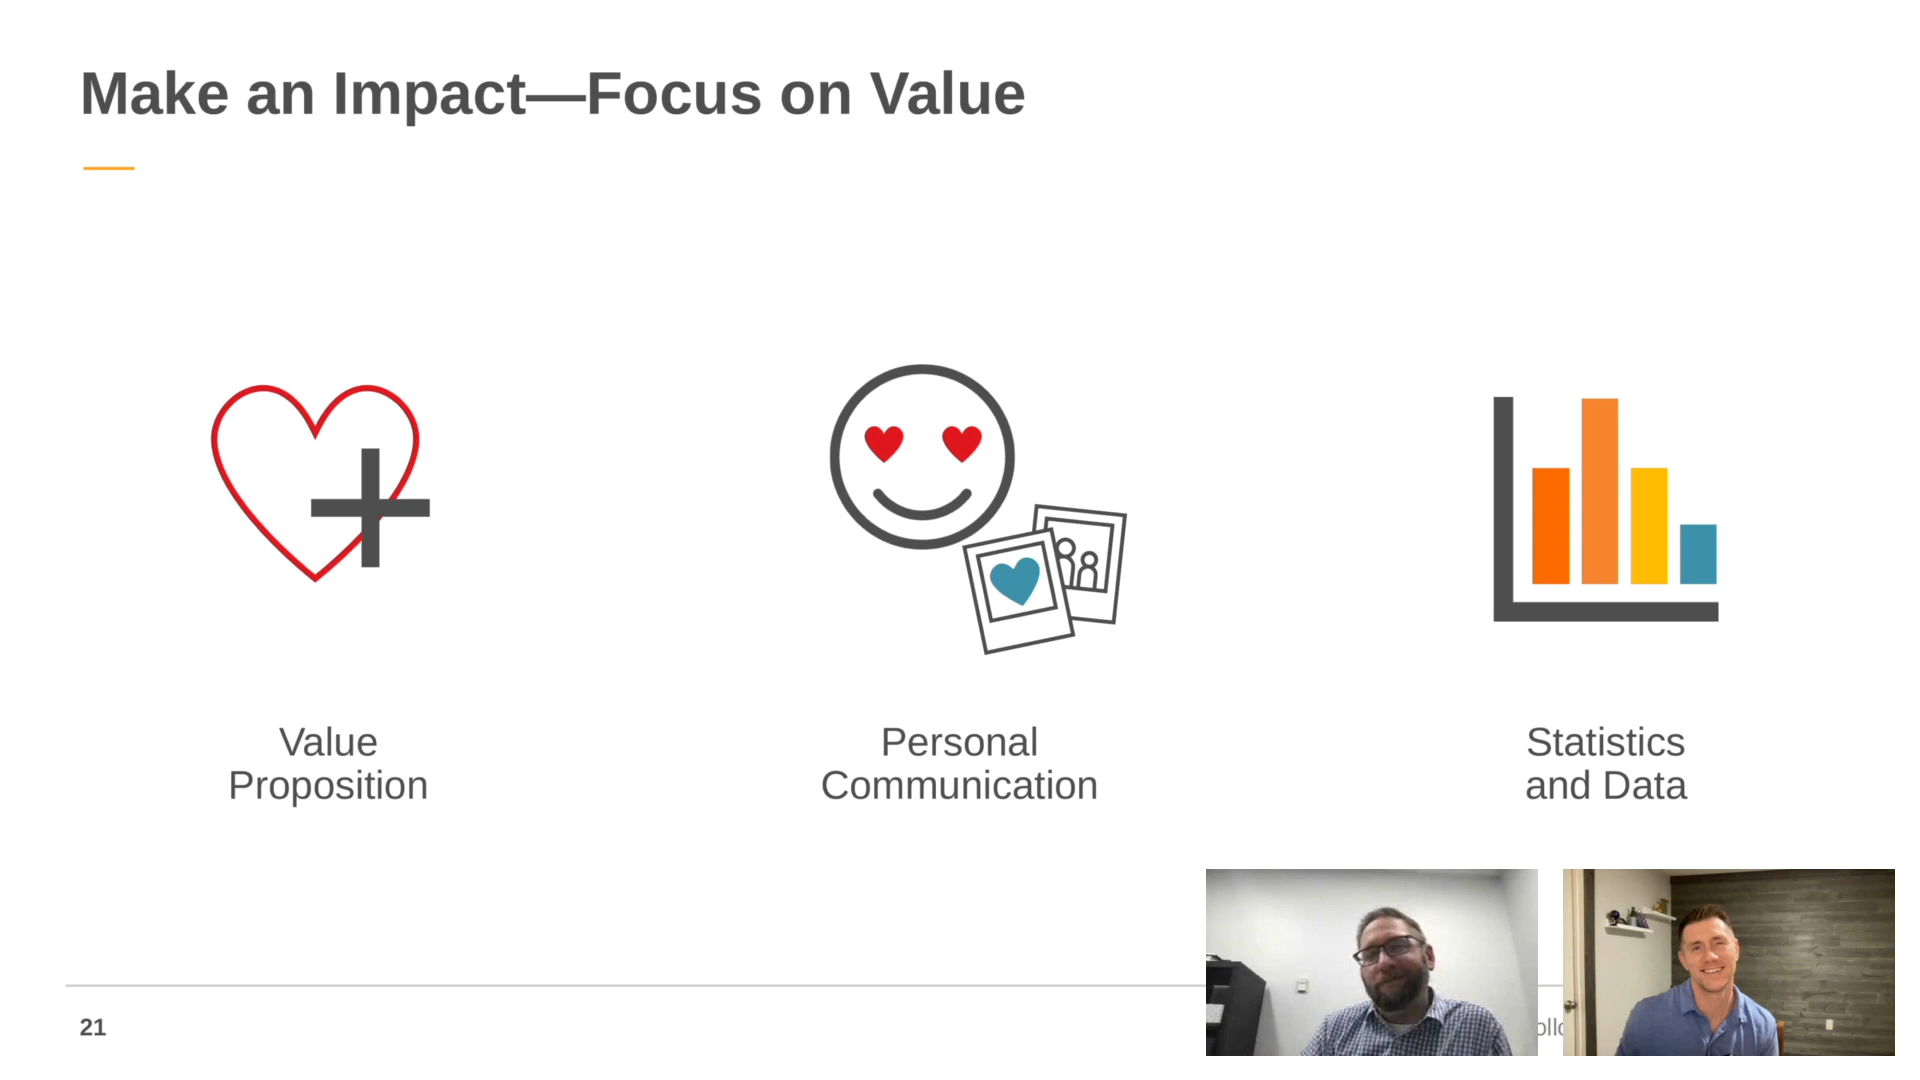 Make an Impact—Focus on Value
Value
Proposition
Personal
Communication
Statistics
and Data
21